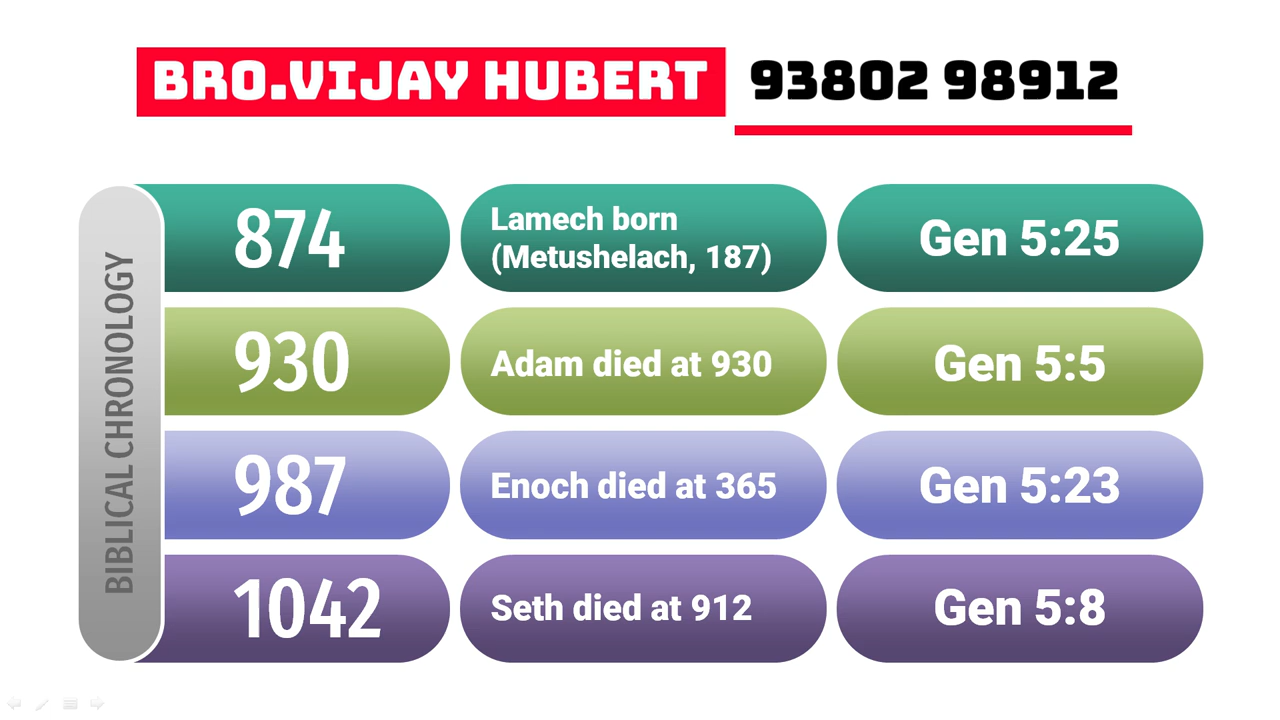 BRO.VIJAY HUBERT 93802 98912
BIBLICAL CHRONOLOGY
874
Lamech born
(Metushelach, 187)
Gen 5:25
930
Adam died at 930
Gen 5:5
987
Enoch died at 365
Gen 5:23
1042
Seth died at 912
Gen 5:8